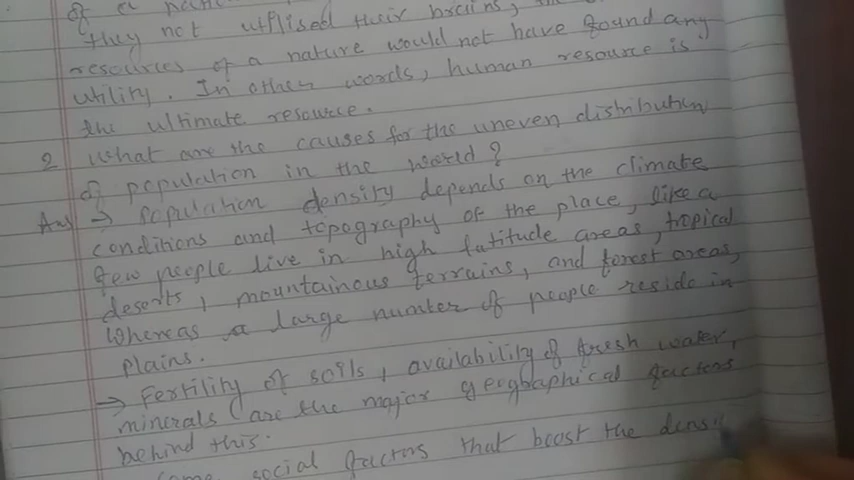 of a
they not utilised their brains, the
resources of a nature would not have found any
utility. In other words, human resource is
the ultimate resource.
2 What are the causes for the uneven distribution
of population in the world?
Ans → Population density depends on the climate
conditions and topography of the place, like a
few people live in high latitude areas, tropical
deserts, mountainous terrains, and forest areas,
Whereas a large number of people reside in
plains.
→ Fertility of soils, availability of fresh water,
minerals are the major geographical factors
behind this.
social factors that boost the